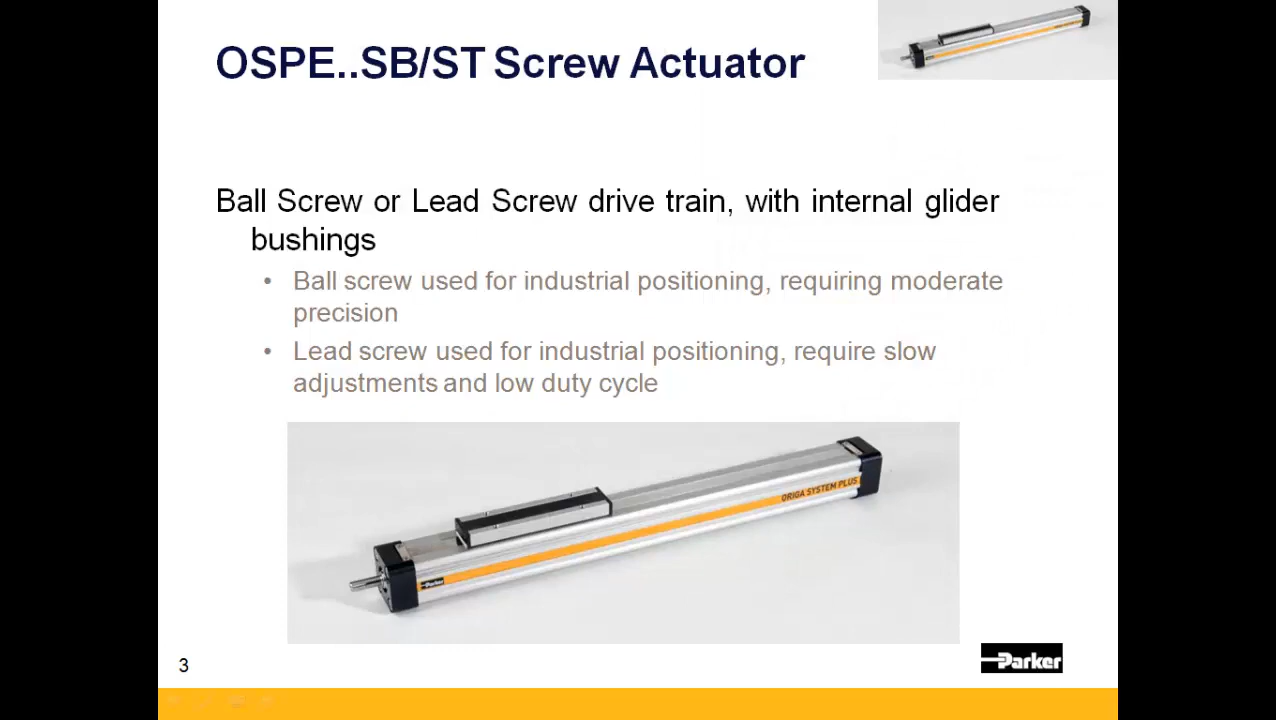 OSPE..SB/ST Screw Actuator
Ball Screw or Lead Screw drive train, with internal glider
bushings
• Ball screw used for industrial positioning, requiring moderate
precision
• Lead screw used for industrial positioning, require slow
adjustments and low duty cycle
ORIGA SYSTEM PLUS
Parker
3
Parker